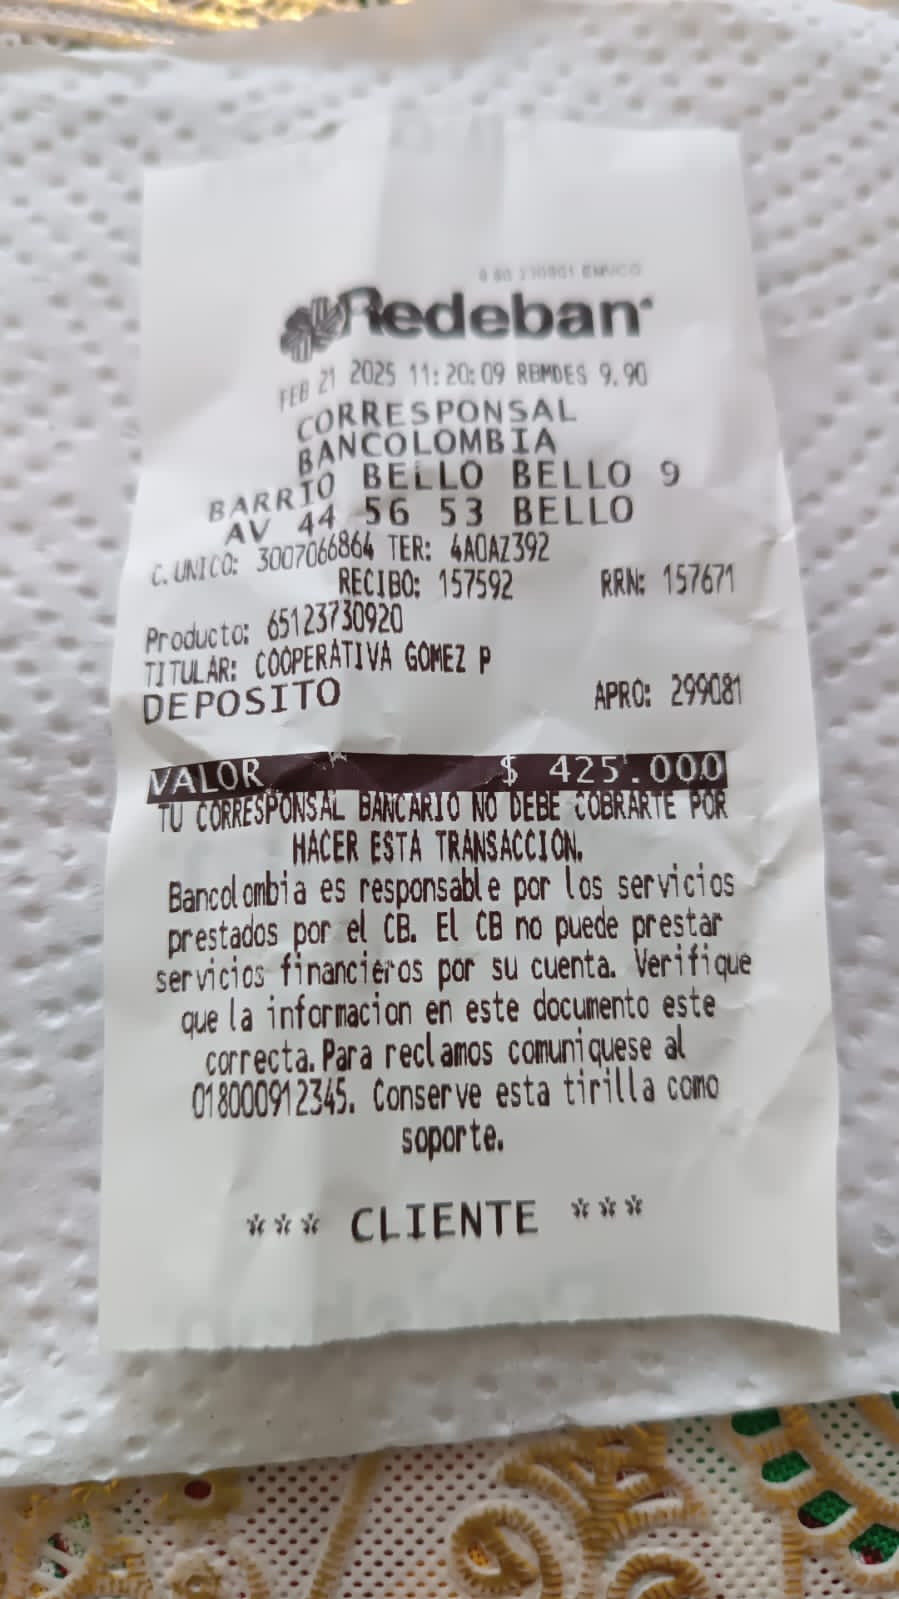 Redeban
FEB 21 2025 11:20:09 RBMDES 9.90
CORRESPONSAL
BANCOLOMBIA
BARRIO BELLO BELLO 9
AV 44 56 53 BELLO
C. UNICO: 3007066864 TER: 4AOAZ392
RECIBO: 157592 RRN: 157671
Producto: 65123730920
TITULAR: COOPERATIVA GOMEZ P
DEPOSITO APRO: 299081
VALOR $ 425.000
TU CORRESPONSAL BANCARIO NO DEBE COBRARTE POR
HACER ESTA TRANSACCION.
Bancolombia es responsable por los servicios
prestados por el CB. El CB no puede prestar
servicios financieros por su cuenta. Verifique
que la informacion en este documento este
correcta. Para reclamos comuniquese al
018000912345. Conserve esta tirilla como
soporte.
*** CLIENTE ***